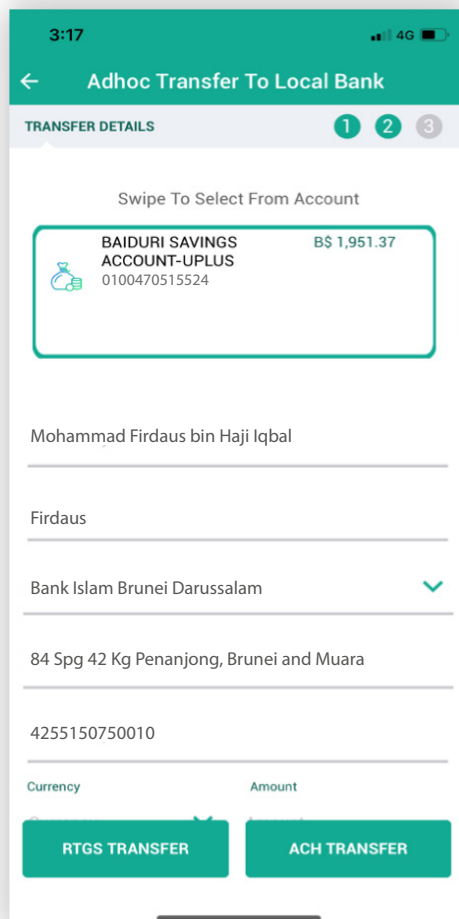 3:17
4G
Adhoc Transfer To Local Bank
TRANSFER DETAILS
1 2 3
Swipe To Select From Account
BAIDURI SAVINGS B$ 1,951.37
ACCOUNT-UPLUS
0100470515524
Mohammad Firdaus bin Haji Iqbal
Firdaus
Bank Islam Brunei Darussalam
84 Spg 42 Kg Penanjong, Brunei and Muara
4255150750010
Currency Amount
RTGS TRANSFER ACH TRANSFER